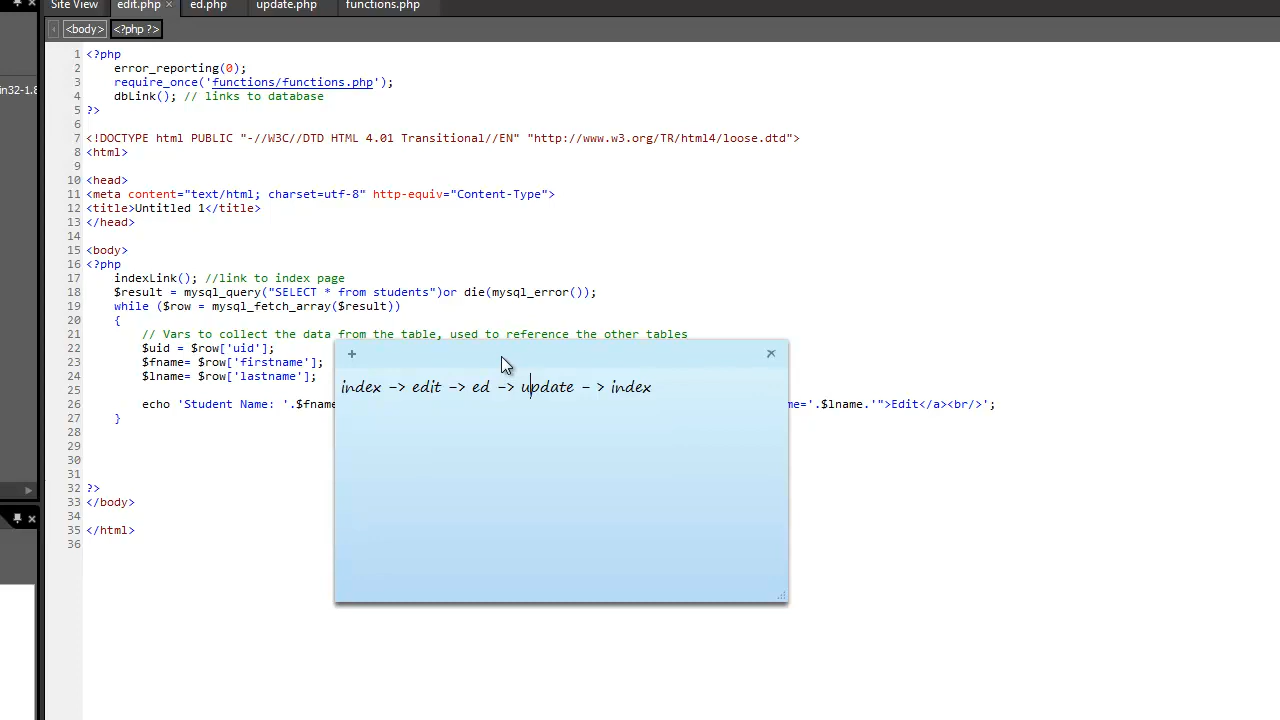 Site View edit.php × ed.php update.php functions.php
<body> <?php ?>
in32-1.8
1 <?php
2 error_reporting(0);
3 require_once('functions/functions.php');
4 dbLink(); // links to database
5 ?>
6
7 <!DOCTYPE html PUBLIC "-//W3C//DTD HTML 4.01 Transitional//EN" "http://www.w3.org/TR/html4/loose.dtd">
8 <html>
9
10 <head>
11 <meta content="text/html; charset=utf-8" http-equiv="Content-Type">
12 <title>Untitled 1</title>
13 </head>
14
15 <body>
16 <?php
17 indexLink(); //link to index page
18 $result = mysql_query("SELECT * from students")or die(mysql_error());
19 while ($row = mysql_fetch_array($result))
20 {
21 // Vars to collect the data from the table, used to reference the other tables
22 $uid = $row['uid'];
23 $fname= $row['firstname'];
24 $lname= $row['lastname'];
25
26 echo 'Student Name: '.$fname me='.$lname.'">Edit</a><br/>';
27 }
28
29
30
31
32 ?>
33 </body>
34
35 </html>
36
+ ×
index -> edit -> ed -> update - > index